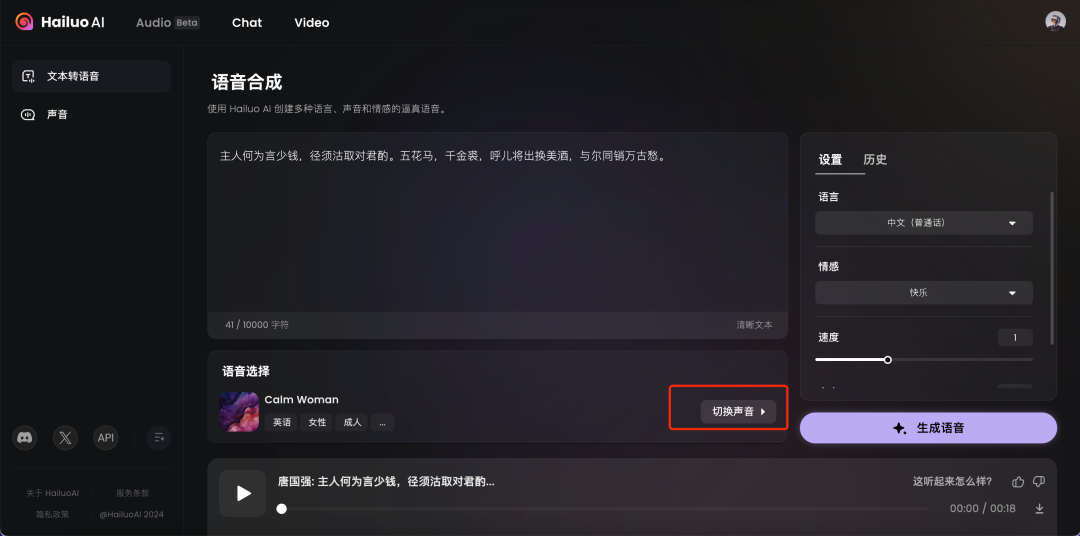 Hailuo AI
Audio Beta
Chat
Video
文本转语音
声音
语音合成
使用 Hailuo AI 创建多种语言、声音和情感的逼真语音。
主人何为言少钱，径须沽取对君酌。五花马，千金裘，呼儿将出换美酒，与尔同销万古愁。
41 / 10000 字符
清晰文本
设置
历史
语言
中文（普通话）
情感
快乐
速度
1
语音选择
Calm Woman
英语
女性
成人
...
切换声音
生成语音
唐国强: 主人何为言少钱，径须沽取对君酌...
这听起来怎么样?
00:00 / 00:18
API
关于 HailuoAI
服务条款
隐私政策
@HailuoAI 2024